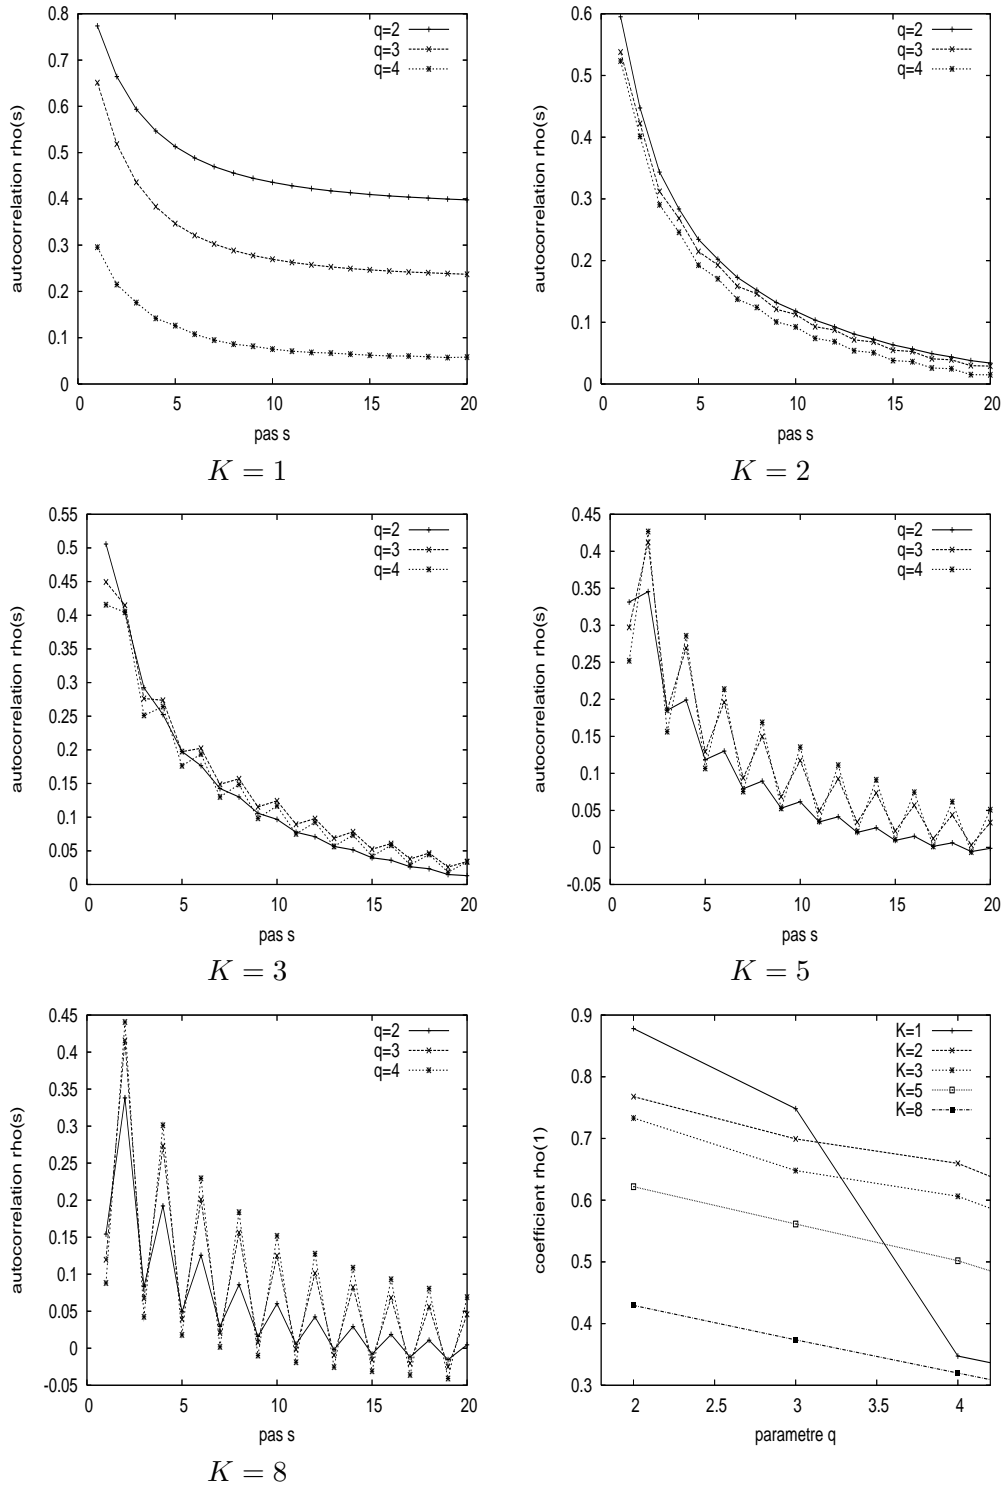 0.8
0.7
0.6
0.5
0.4
0.3
0.2
0.1
0
0
5
10
15
20
autocorrelation rho(s)
pas s
q=2
q=3
q=4
K = 1
0.6
0.5
0.4
0.3
0.2
0.1
0
0
5
10
15
20
autocorrelation rho(s)
pas s
q=2
q=3
q=4
K = 2
0.55
0.5
0.45
0.4
0.35
0.3
0.25
0.2
0.15
0.1
0.05
0
0
5
10
15
20
autocorrelation rho(s)
pas s
q=2
q=3
q=4
K = 3
0.45
0.4
0.35
0.3
0.25
0.2
0.15
0.1
0.05
0
-0.05
0
5
10
15
20
autocorrelation rho(s)
pas s
q=2
q=3
q=4
K = 5
0.45
0.4
0.35
0.3
0.25
0.2
0.15
0.1
0.05
0
-0.05
0
5
10
15
20
autocorrelation rho(s)
pas s
q=2
q=3
q=4
K = 8
0.9
0.8
0.7
0.6
0.5
0.4
0.3
2
2.5
3
3.5
4
coefficient rho(1)
parametre q
K=1
K=2
K=3
K=5
K=8